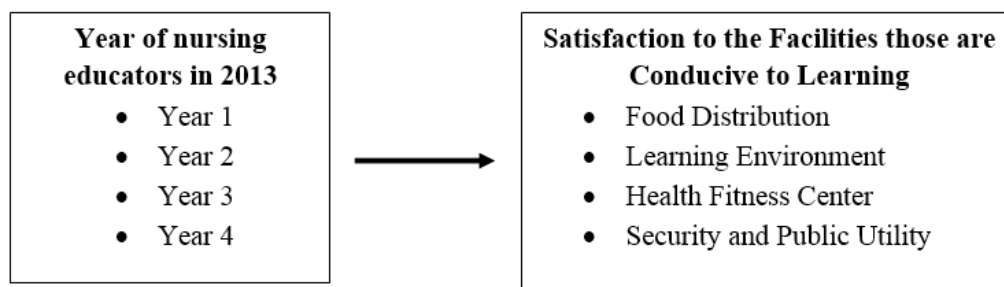 Year of nursing
educators in 2013
• Year 1
• Year 2
• Year 3
• Year 4
Satisfaction to the Facilities those are
Conducive to Learning
• Food Distribution
• Learning Environment
• Health Fitness Center
• Security and Public Utility